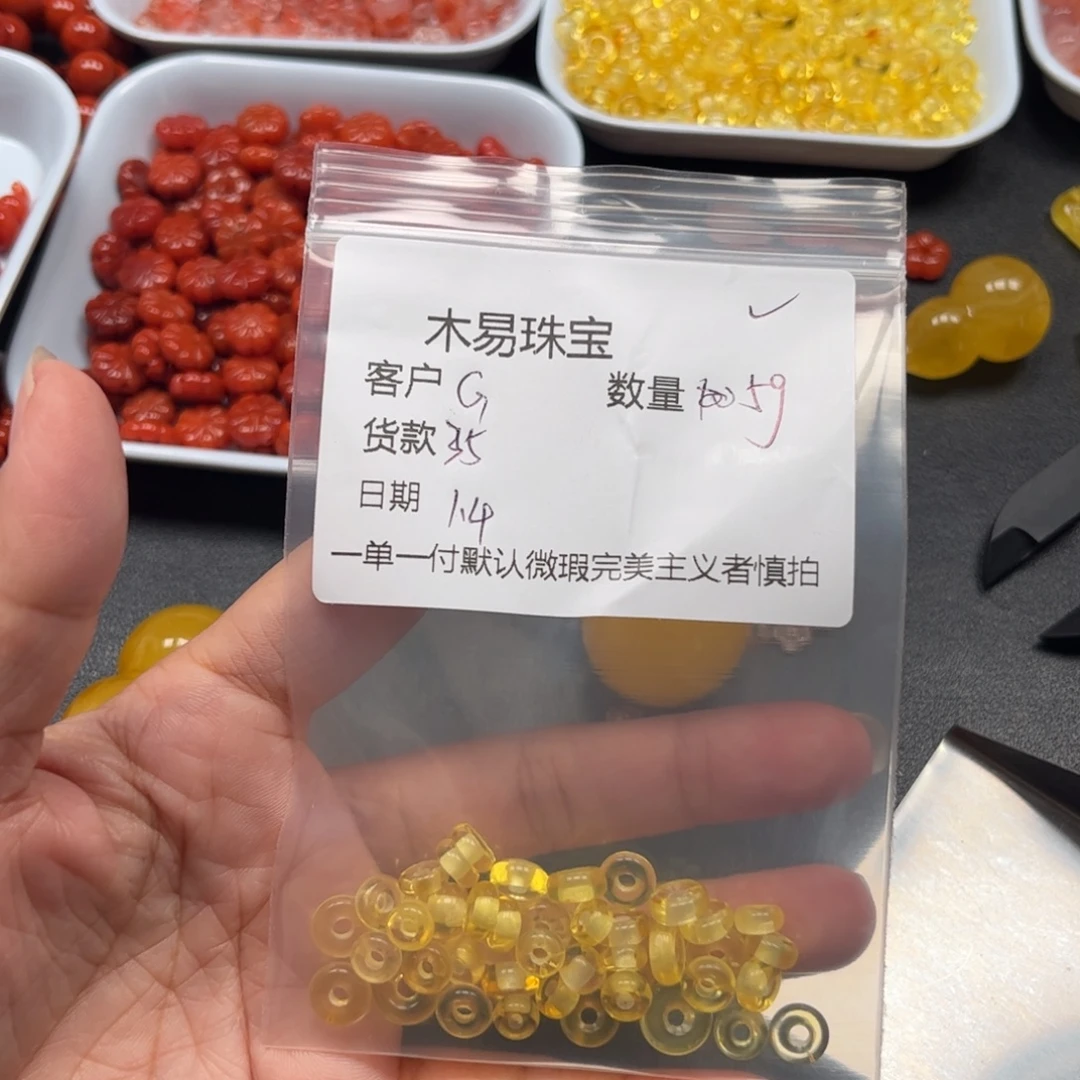 木易珠宝
客户 G 数量 5g
货款 35
日期 1.4
一单一付默认微瑕完美主义者慎拍